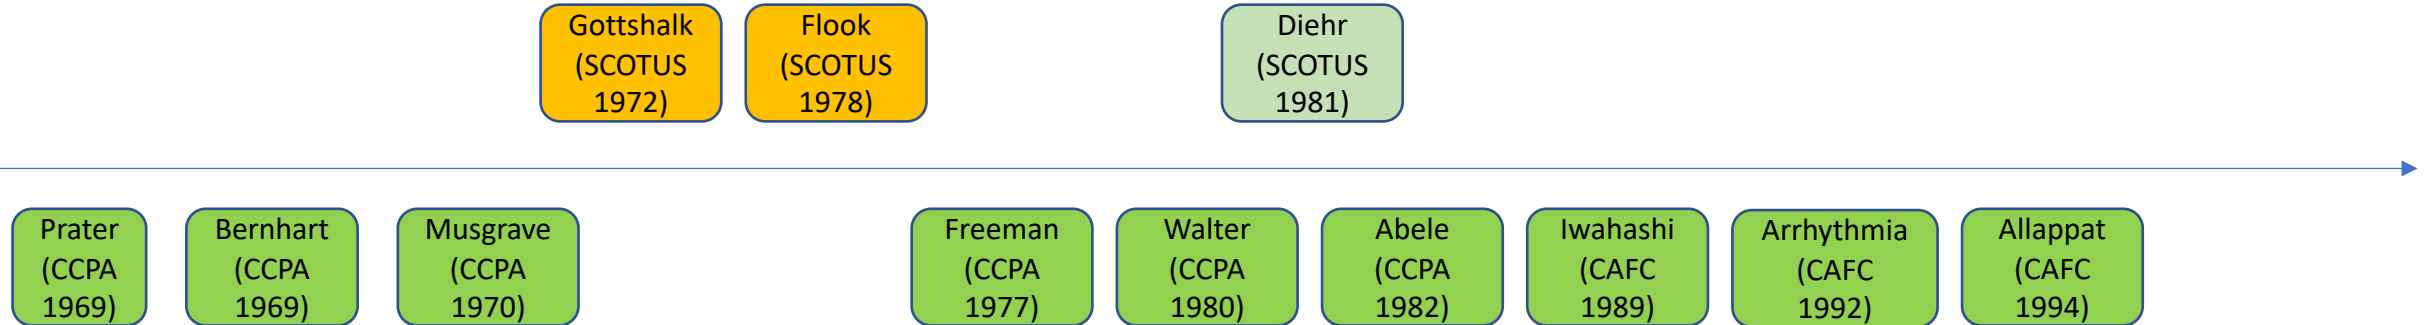 Gottshalk
(SCOTUS
1972)
Flook
(SCOTUS
1978)
Diehr
(SCOTUS
1981)
Prater
(CCPA
1969)
Bernhart
(CCPA
1969)
Musgrave
(CCPA
1970)
Freeman
(CCPA
1977)
Walter
(CCPA
1980)
Abele
(CCPA
1982)
Iwahashi
(CAFC
1989)
Arrhythmia
(CAFC
1992)
Allappat
(CAFC
1994)